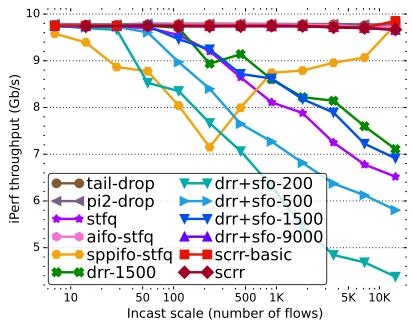 10
9
8
7
6
5
iPerf throughput (Gb/s)
tail-drop
pi2-drop
stfq
aifo-stfq
sppifo-stfq
drr-1500
drr+sfo-200
drr+sfo-500
drr+sfo-1500
drr+sfo-9000
scrr-basic
scrr
10 50 100 500 1K 5K 10K
Incast scale (number of flows)